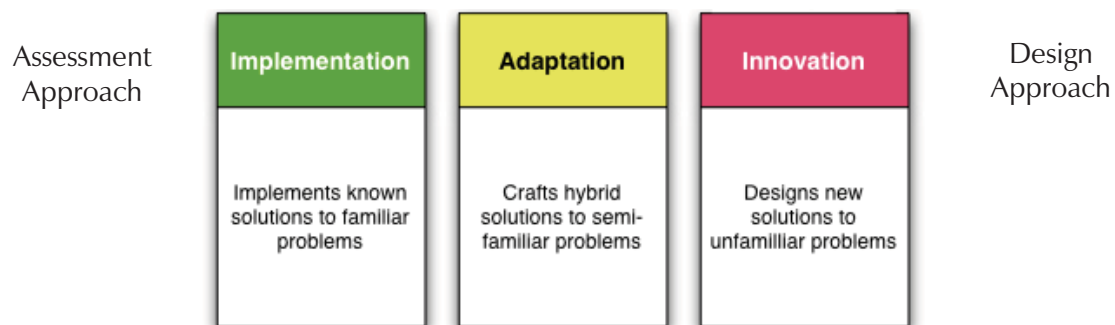 Assessment
Approach
Implementation
Implements known
solutions to familiar
problems
Adaptation
Crafts hybrid
solutions to semi-
familiar problems
Innovation
Designs new
solutions to
unfamilliar problems
Design
Approach